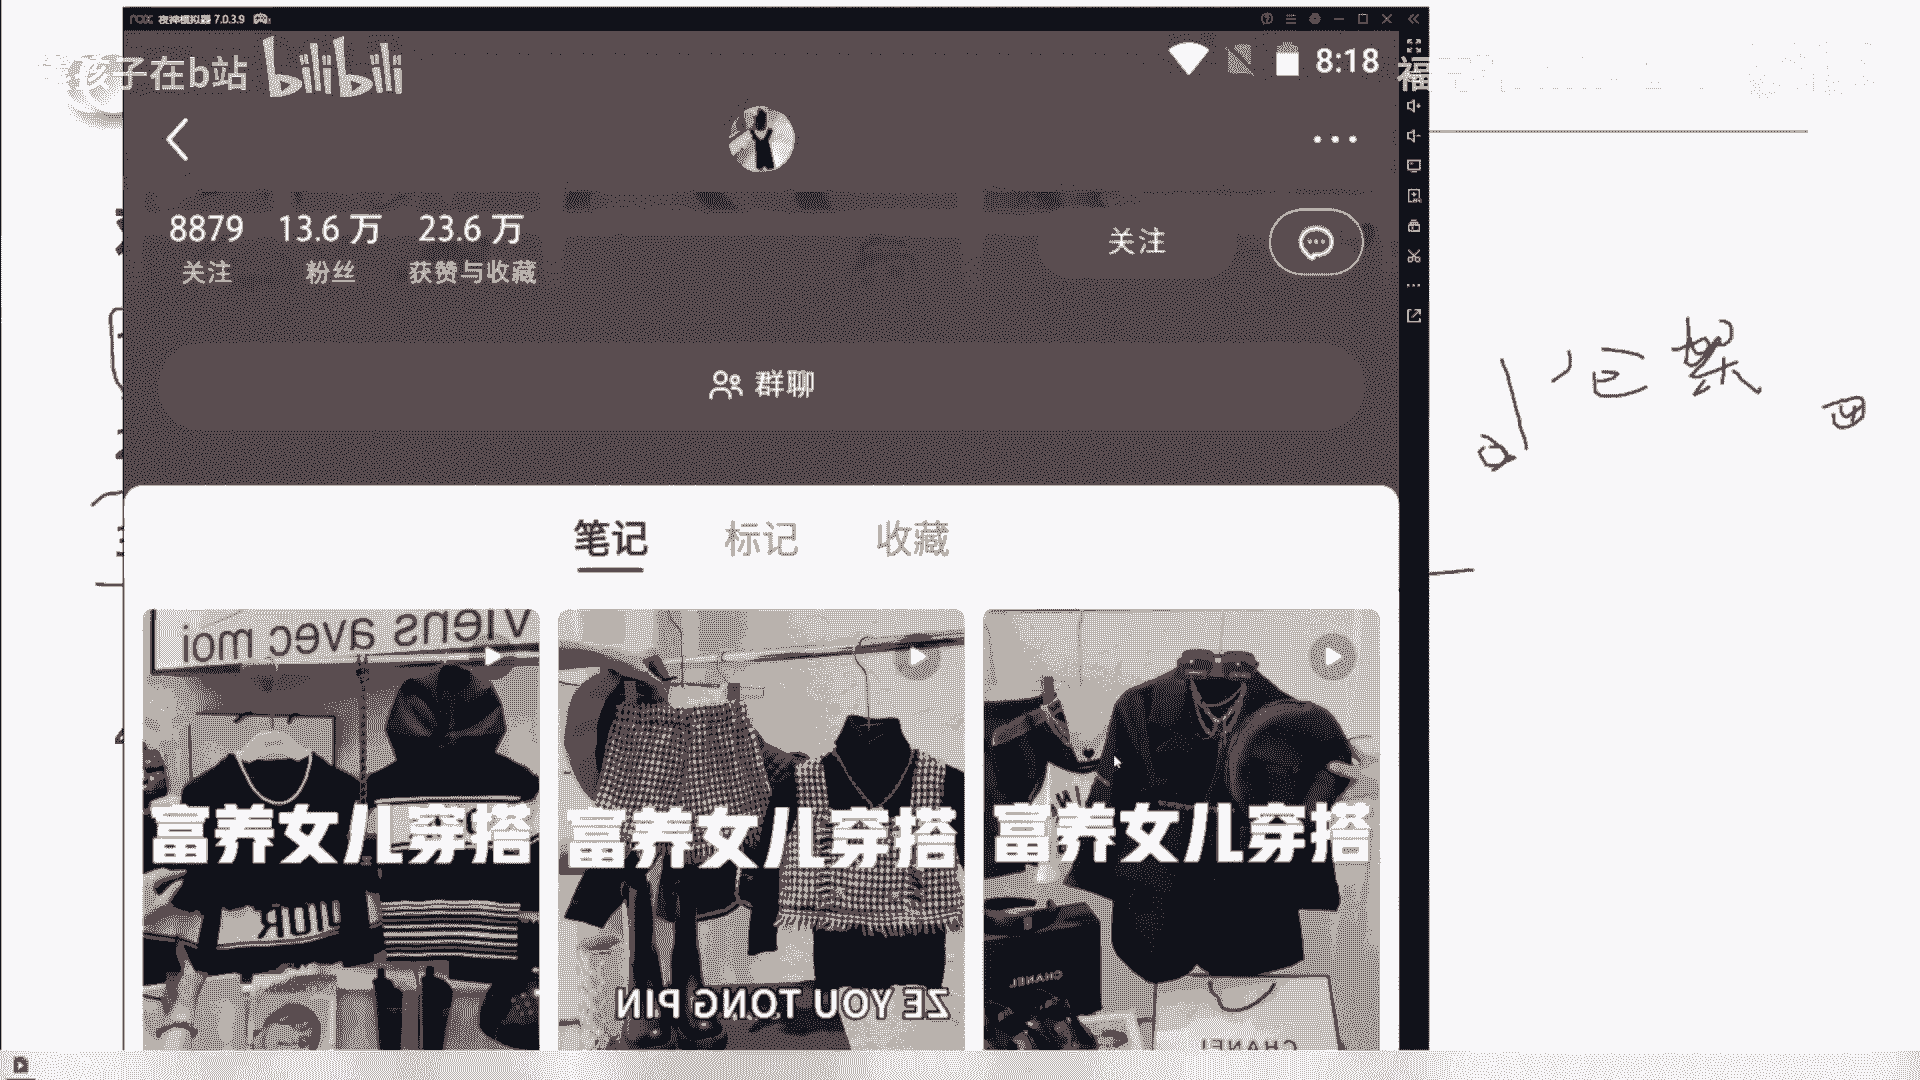 nox 夜神模拟器 7.0.3.9
孩子在b站 bilibili
8:18
福
8879 13.6 万 23.6 万
关注 粉丝 获赞与收藏
关注
群聊
笔记 标记 收藏
Viens avec moi
富养女儿穿搭
DIOR
富养女儿穿搭
ZE YOU TONG PIN
富养女儿穿搭
CHANEL
CHANEL